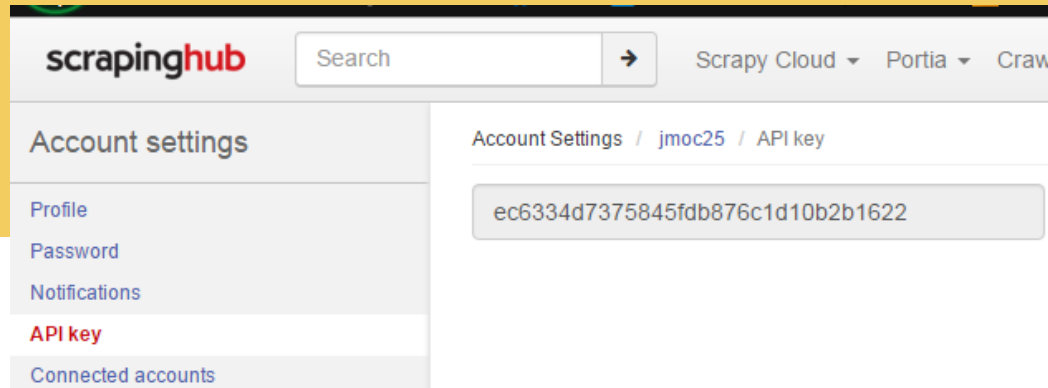 scrapinghub
Search
Scrapy Cloud Portia Craw
Account settings
Account Settings / jmoc25 / API key
Profile
ec6334d7375845fdb876c1d10b2b1622
Password
Notifications
API key
Connected accounts